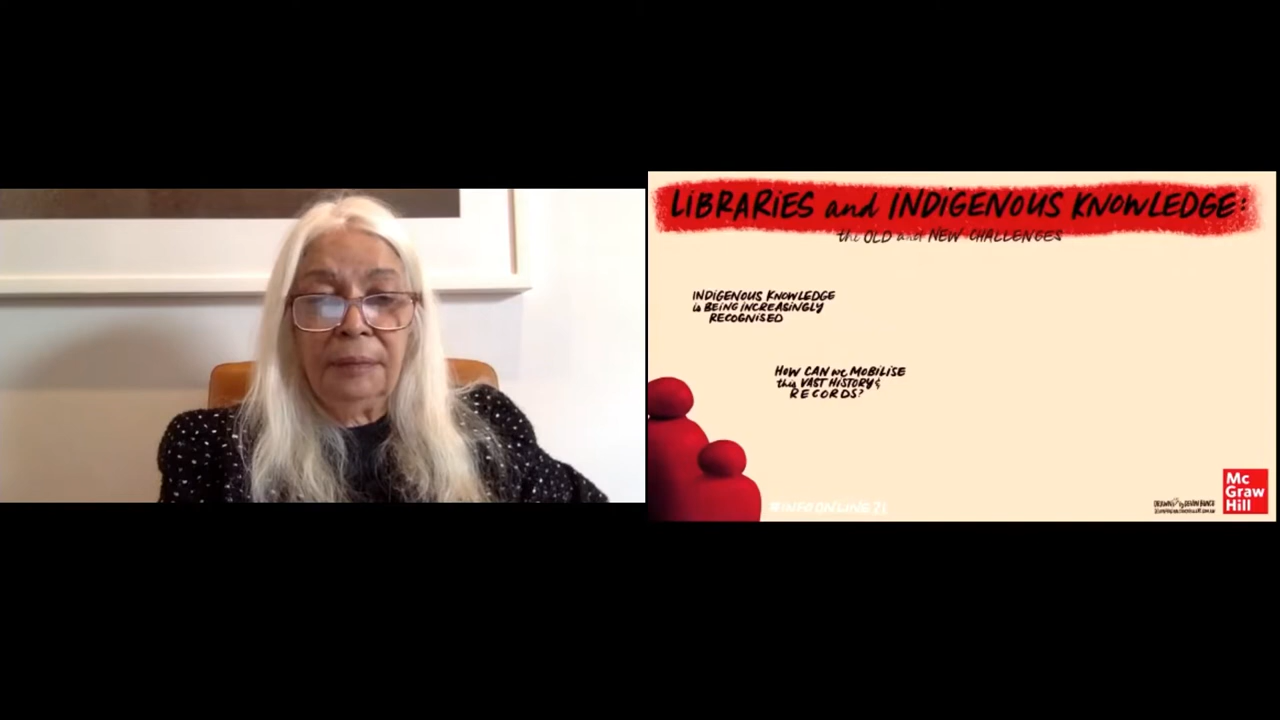 LIBRARIES and INDIGENOUS KNOWLEDGE:
the OLD and NEW CHALLENGES
INDIGENOUS KNOWLEDGE
is BEING INCREASINGLY
RECOGNISED
HOW CAN we MOBILISE
this VAST HISTORY &
RECORDS?
#INFOONLINE21
Mc
Graw
Hill